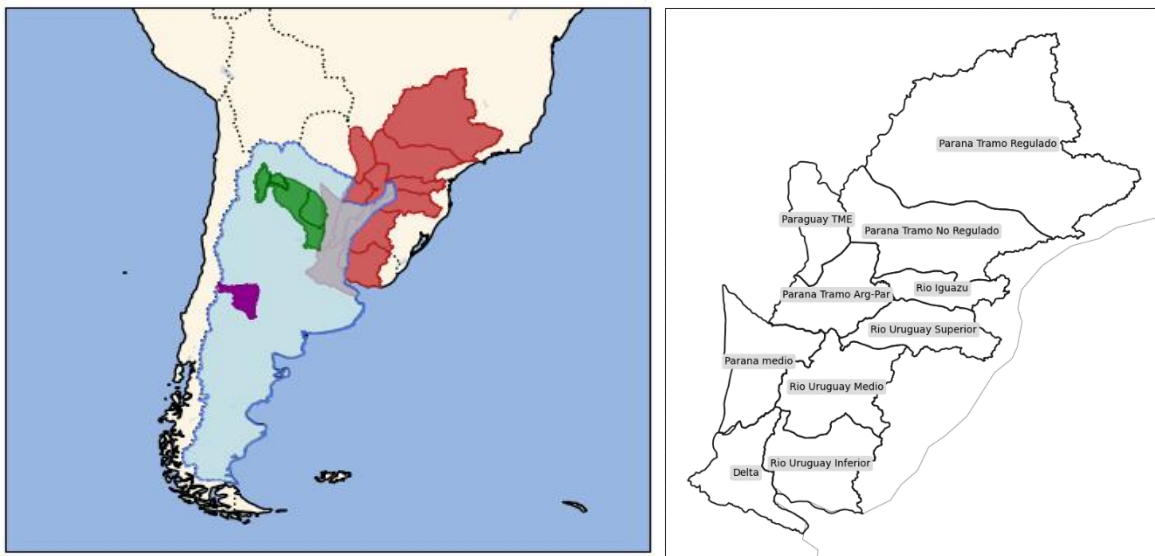 Parana Tramo Regulado
Paraguay TME
Parana Tramo No Regulado
Rio Iguazu
Parana Tramo Arg-Par
Rio Uruguay Superior
Parana medio
Rio Uruguay Medio
Rio Uruguay Inferior
Delta